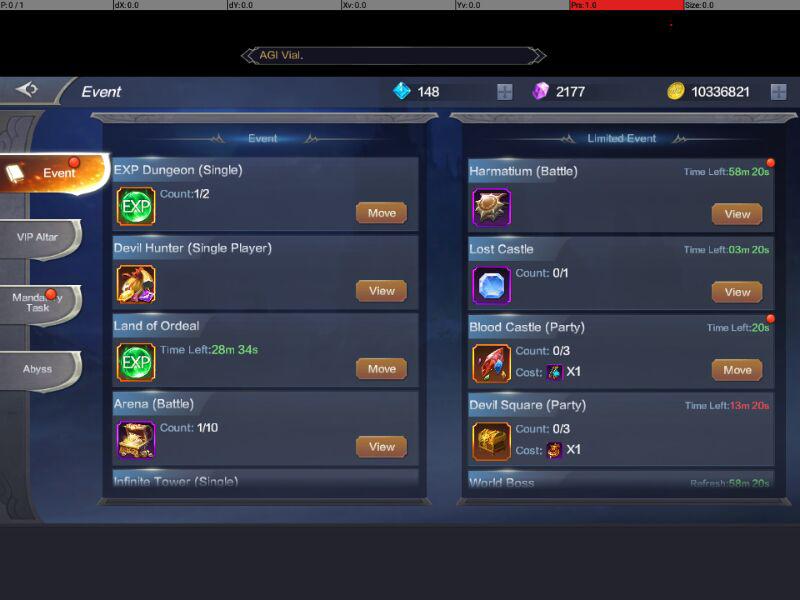 P: 0 / 1 dX: 0.0 dY: 0.0 Xv: 0.0 Yv: 0.0 Prs: 1.0 Size: 0.0
AGI Vial.
Event 148 2177 10336821
Event
VIP Altar
Task
Abyss
Event
EXP Dungeon (Single)
EXP
Count:1/2
Move
Devil Hunter (Single Player)
View
Land of Ordeal
EXP
Time Left:28m 34s
Move
Arena (Battle)
Count: 1/10
View
Infinite Tower (Single)
Limited Event
Harmatium (Battle) Time Left:58m 20s
View
Lost Castle Time Left:03m 20s
Count: 0/1
View
Blood Castle (Party) Time Left:20s
Count: 0/3
Cost: X1
Move
Devil Square (Party) Time Left:13m 20s
Count: 0/3
Cost: X1
World Boss Refresh:58m 20s